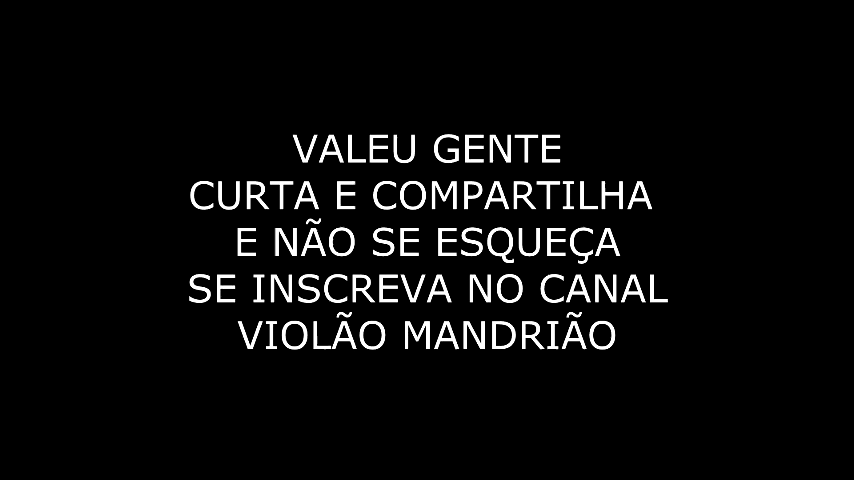 VALEU GENTE
CURTA E COMPARTILHA
E NÃO SE ESQUEÇA
SE INSCREVA NO CANAL
VIOLÃO MANDRIÃO